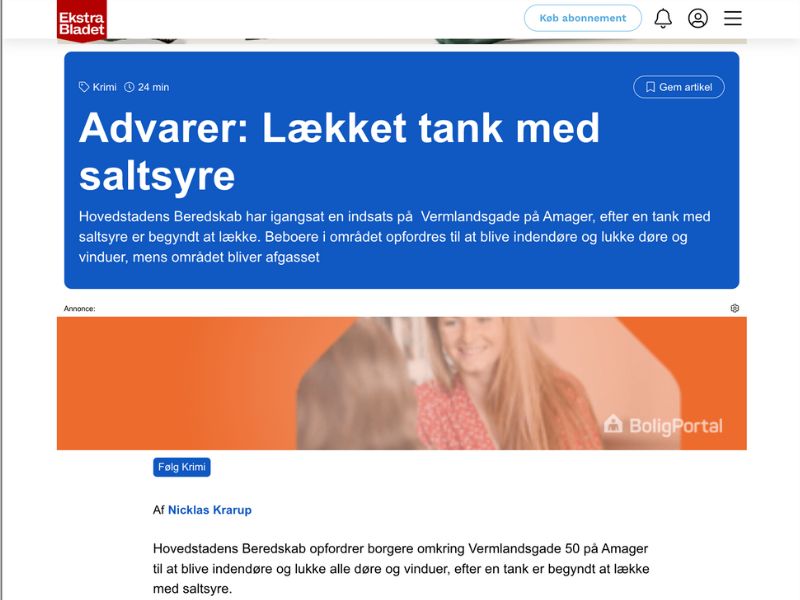 Ekstra
Bladet
Køb abonnement
Krimi
24 min
Gem artikel
Advarer: Lækket tank med
saltsyre
Hovedstadens Beredskab har igangsat en indsats på  Vermlandsgade på Amager, efter en tank med
saltsyre er begyndt at lække. Beboere i området opfordres til at blive indendøre og lukke døre og
vinduer, mens området bliver afgasset
Annonce:
BoligPortal
Følg Krimi
Af Nicklas Krarup
Hovedstadens Beredskab opfordrer borgere omkring Vermlandsgade 50 på Amager
til at blive indendøre og lukke alle døre og vinduer, efter en tank er begyndt at lække
med saltsyre.